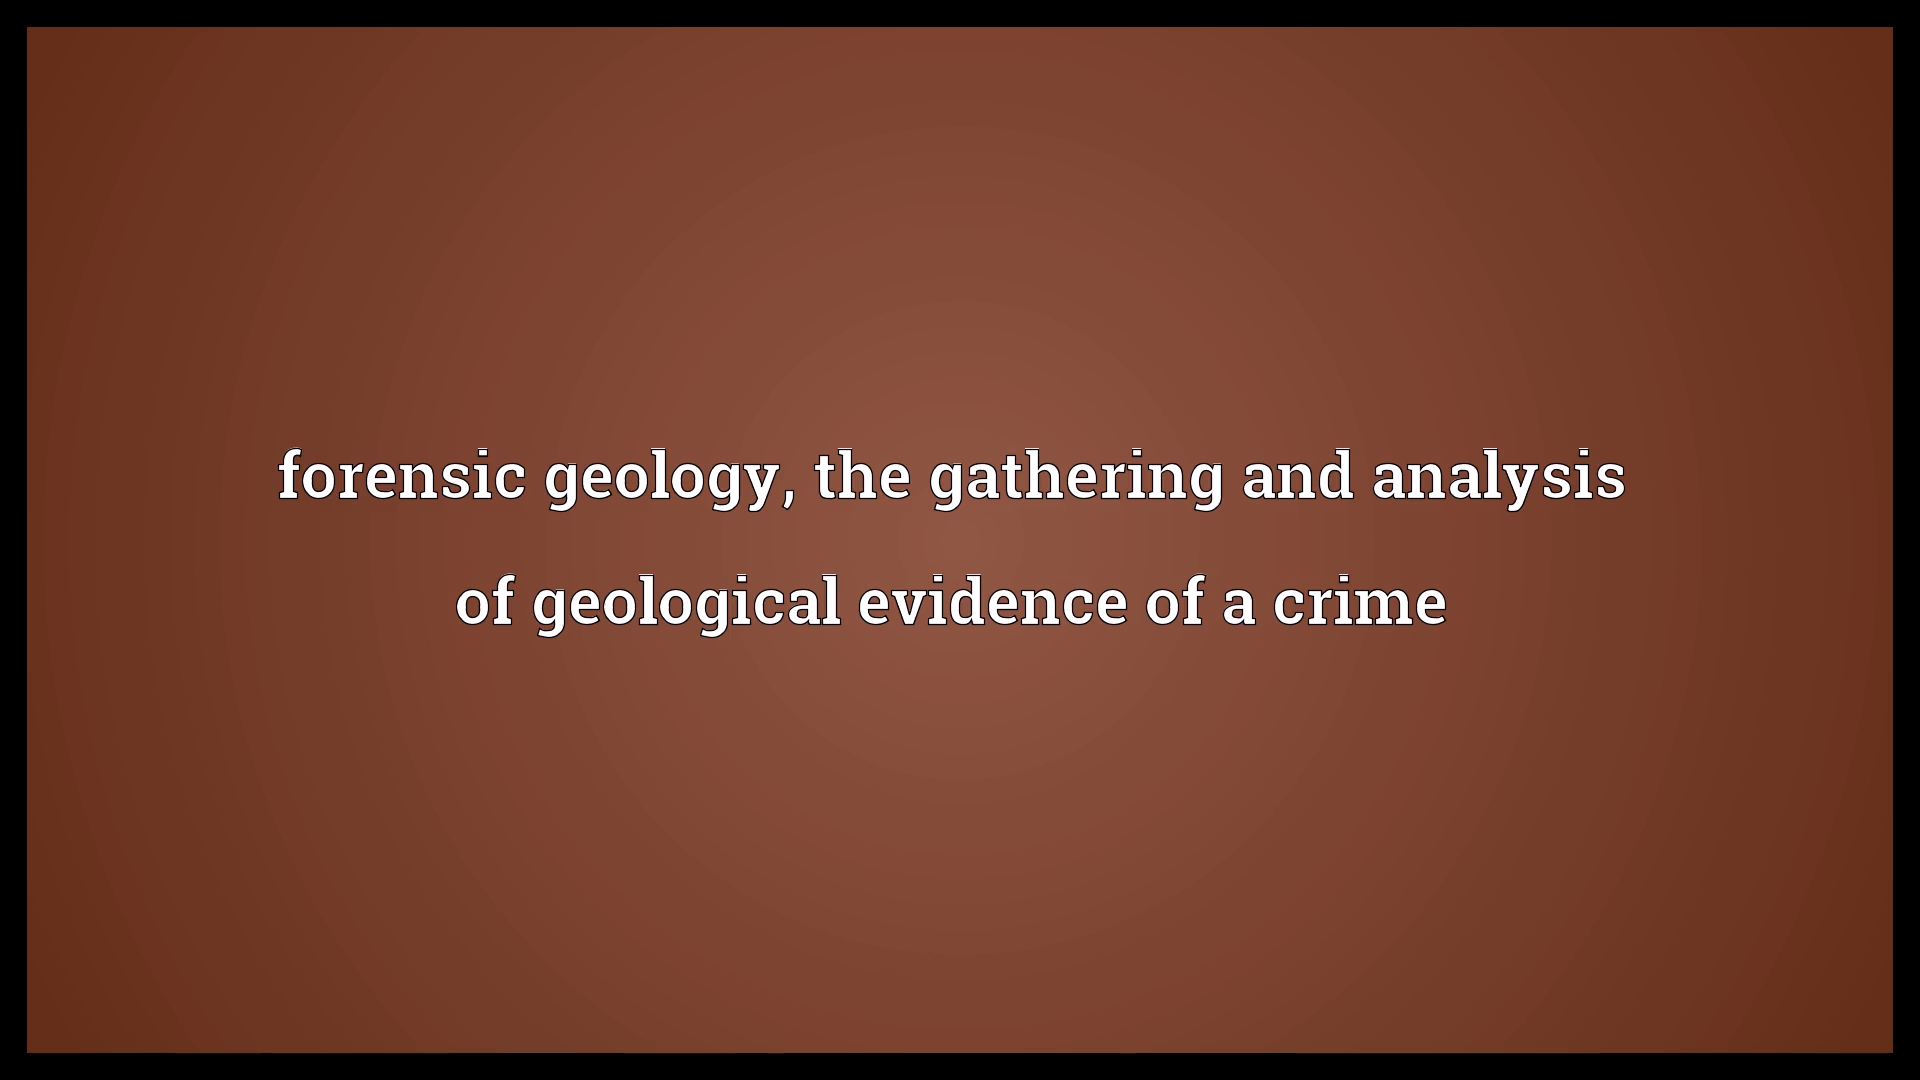 forensic geology, the gathering and analysis
of geological evidence of a crime